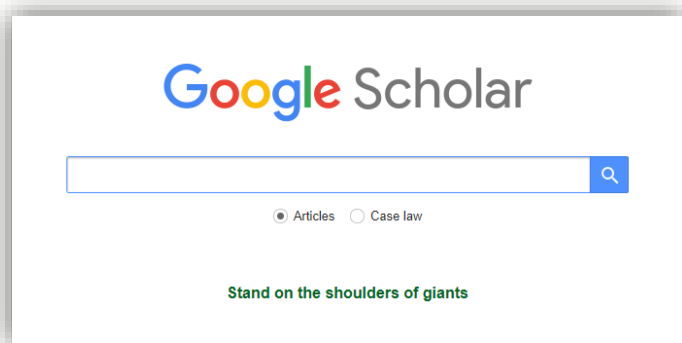 Google Scholar
Articles Case law
Stand on the shoulders of giants